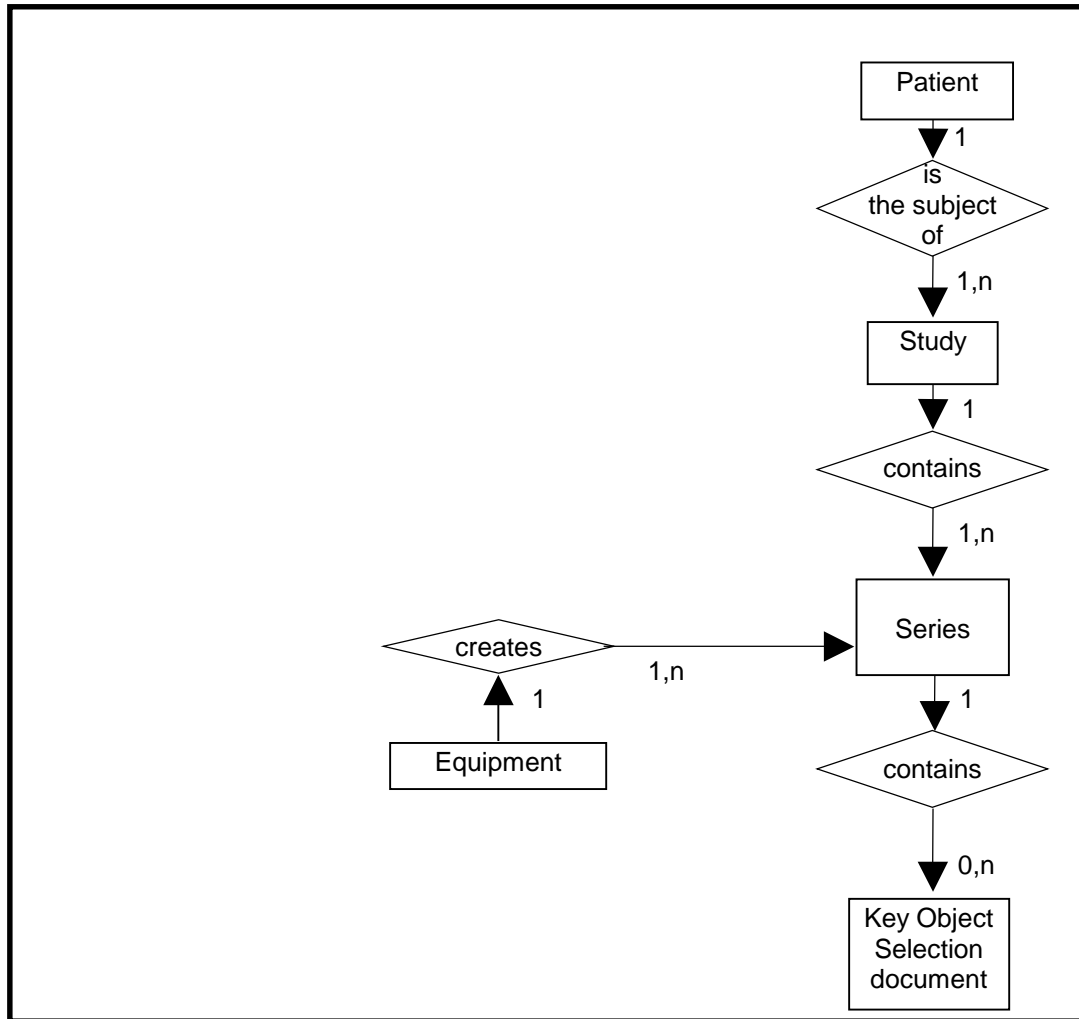 Patient
1
is
the subject
of
1,n
Study
1
contains
1,n
Series
creates
1,n
1
1
Equipment
contains
0,n
Key Object
Selection
document